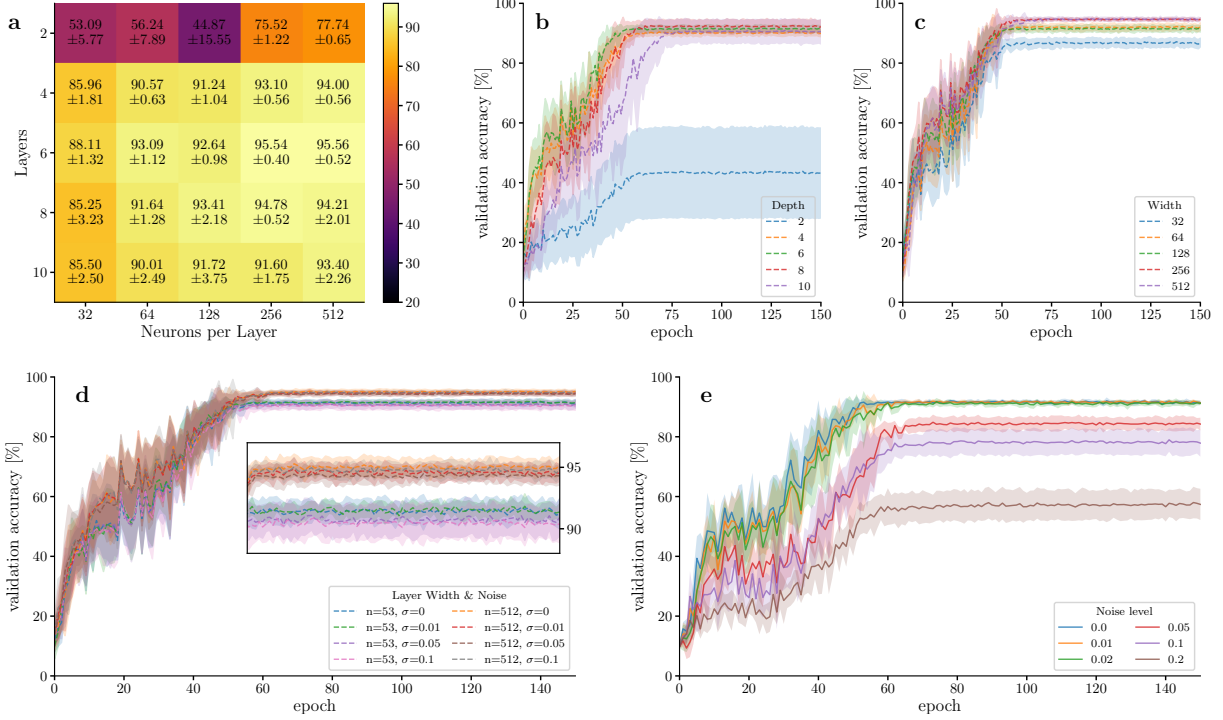 a
53.09 56.24 44.87 75.52 77.74
±5.77 ±7.89 ±15.55 ±1.22 ±0.65
85.96 90.57 91.24 93.10 94.00
±1.81 ±0.63 ±1.04 ±0.56 ±0.56
88.11 93.09 92.64 95.54 95.56
±1.32 ±1.12 ±0.98 ±0.40 ±0.52
85.25 91.64 93.41 94.78 94.21
±3.23 ±1.28 ±2.18 ±0.52 ±2.01
85.50 90.01 91.72 91.60 93.40
±2.50 ±2.49 ±3.75 ±1.75 ±2.26
2
4
6
8
10
Layers
32 64 128 256 512
Neurons per Layer
90
80
70
60
50
40
30
20
b
100
80
60
40
20
0
validation accuracy [%]
0 25 50 75 100 125 150
epoch
Depth
2
4
6
8
10
c
100
80
60
40
20
0
validation accuracy [%]
0 25 50 75 100 125 150
epoch
Width
32
64
128
256
512
d
100
80
60
40
20
0
validation accuracy [%]
0 20 40 60 80 100 120 140
epoch
95
90
Layer Width & Noise
n=53, σ=0 n=512, σ=0
n=53, σ=0.01 n=512, σ=0.01
n=53, σ=0.05 n=512, σ=0.05
n=53, σ=0.1 n=512, σ=0.1
e
100
80
60
40
20
0
validation accuracy [%]
0 20 40 60 80 100 120 140
epoch
Noise level
0.0 0.05
0.01 0.1
0.02 0.2